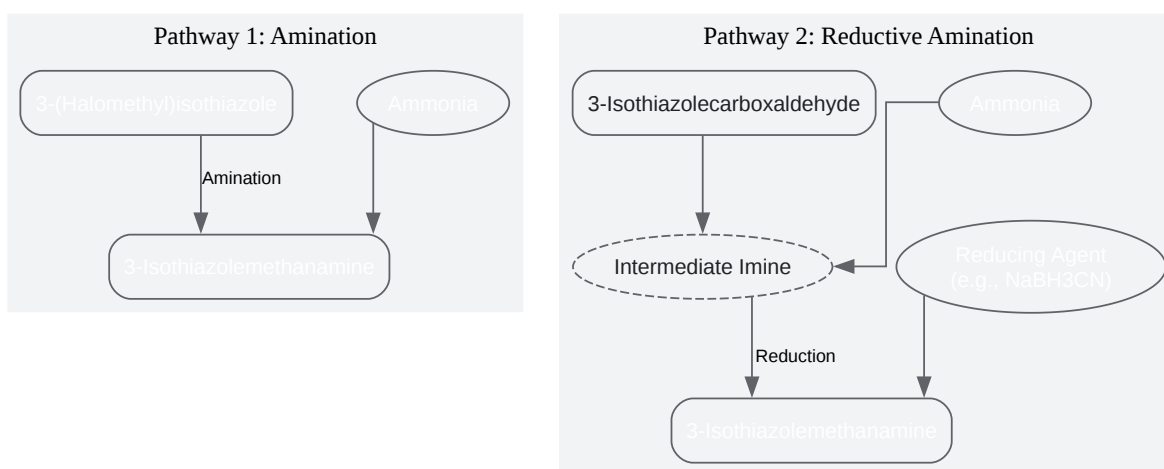 Pathway 1: Amination
3-(Halomethyl)isothiazole
Ammonia
Amination
3-Isothiazolemethanamine
Pathway 2: Reductive Amination
3-Isothiazolecarboxaldehyde
Ammonia
Intermediate Imine
Reducing Agent
(e.g., NaBH3CN)
Reduction
3-Isothiazolemethanamine